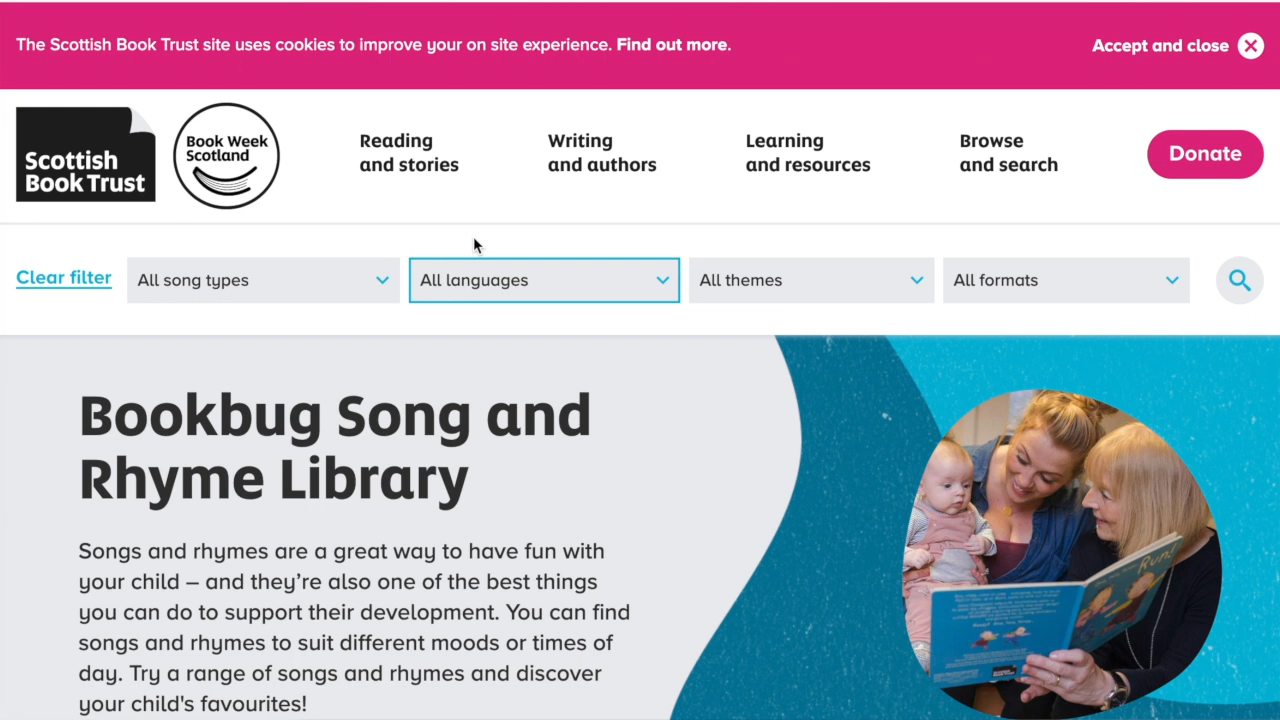 The Scottish Book Trust site uses cookies to improve your on site experience. Find out more.
Accept and close
Scottish
Book Trust
Book Week
Scotland
Reading
and stories
Writing
and authors
Learning
and resources
Browse
and search
Donate
Clear filter
All song types
All languages
All themes
All formats
Bookbug Song and
Rhyme Library
Songs and rhymes are a great way to have fun with
your child – and they're also one of the best things
you can do to support their development. You can find
songs and rhymes to suit different moods or times of
day. Try a range of songs and rhymes and discover
your child's favourites!
Run!